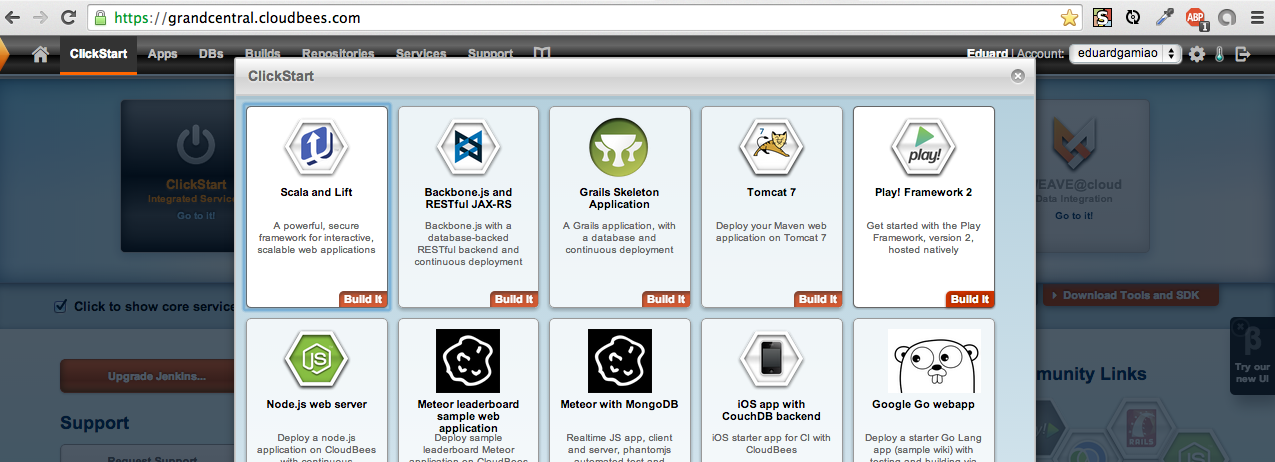 https://grandcentral.cloudbees.com
ABP
1
ClickStart Apps DBs Builds Repositories Services Support
Eduard | Account: eduardgamiao
ClickStart
Scala and Lift
A powerful, secure
framework for interactive,
scalable web applications
Build It
Backbone.js and
RESTful JAX-RS
Backbone.js with a
database-backed
RESTful backend and
continuous deployment
Build It
Grails Skeleton
Application
A Grails application, with
a database and
continuous deployment
Build It
7
Tomcat 7
Deploy your Maven web
application on Tomcat 7
Build It
play!
Play! Framework 2
Get started with the Play
Framework, version 2,
hosted natively
Build It
JS
Node.js web server
Deploy a node.js
application on CloudBees
with continuous
Meteor leaderboard
sample web
application
Deploy sample
leaderboard Meteor
application on CloudBees
Meteor with MongoDB
Realtime JS app, client
and server, phantomjs
automated test and
iOS app with
CouchDB backend
iOS starter app for CI with
CloudBees
Google Go webapp
Deploy a starter Go Lang
app (sample wiki) with
testing and building via
ClickStart
Integrated Servic
Go to it!
EAVE@cloud
Data Integration
Go to it!
Click to show core service
Download Tools and SDK
Upgrade Jenkins...
Support
Request Support
munity Links
RAILS
β
Try our
new UI